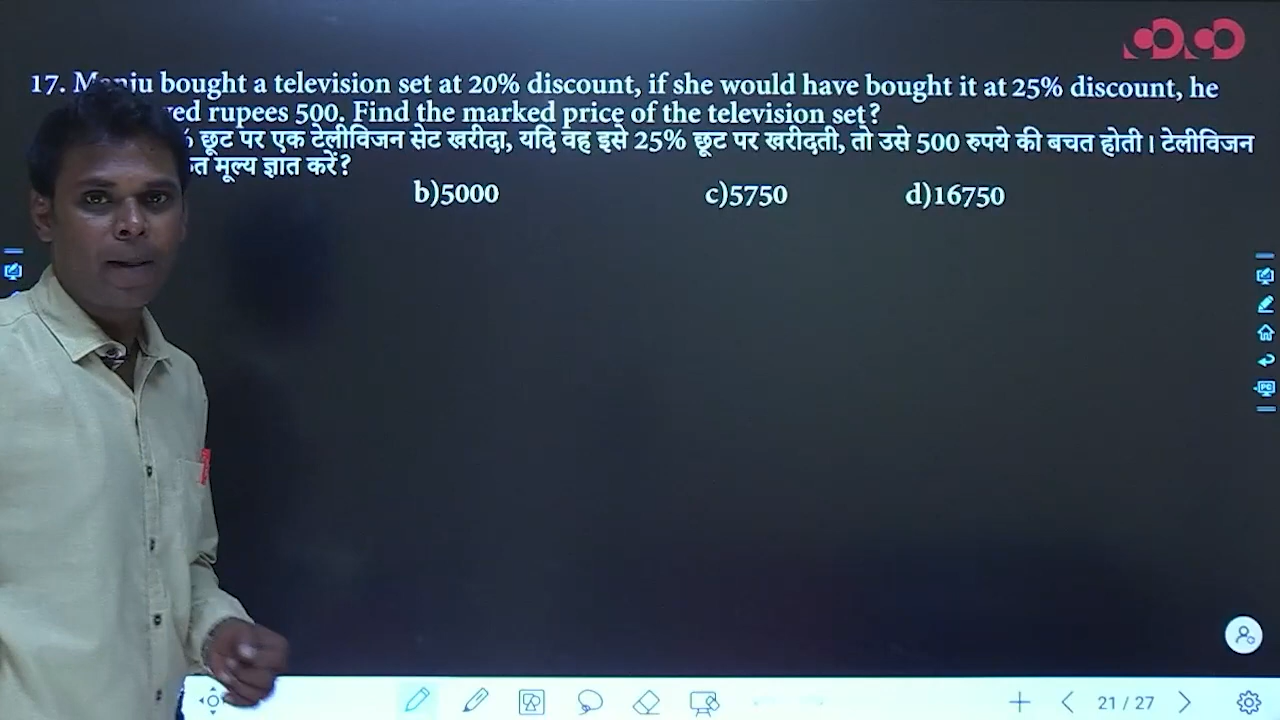 17. Manju bought a television set at 20% discount, if she would have bought it at 25% discount, he
rupees 500. Find the marked price of the television set?
छूट पर एक टेलीविजन सेट खरीदा, यदि वह इसे 25% छूट पर खरीदती, तो उसे 500 रुपये की बचत होती। टेलीविजन
मूल्य ज्ञात करें?
b)5000 c)5750 d)16750
PC
21 / 27